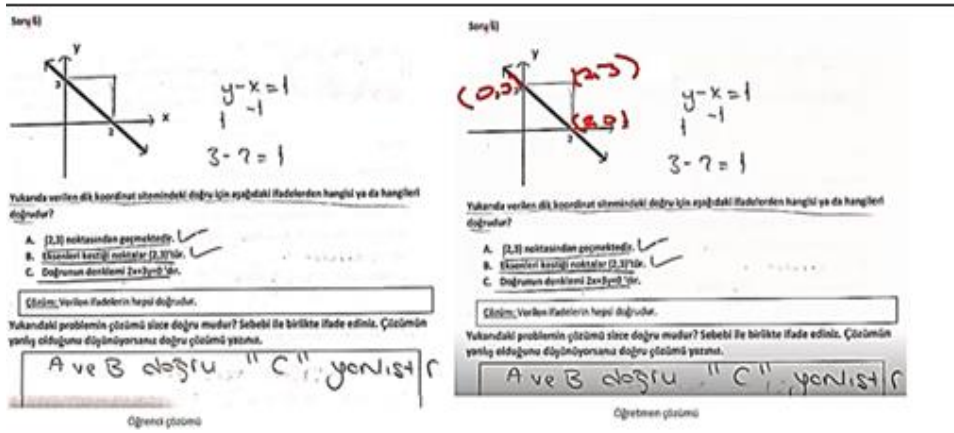 Soru 6)
y
3
2
x
y-x=1
1 -1
3-2=1
Yukarıda verilen dik koordinat sitemindeki doğru için aşağıdaki ifadelerden hangisi ya da hangileri
doğrudur?
A. (2,3) noktasından geçmektedir.
B. Eksenleri kestiği noktalar (2,3)'tür.
C. Doğrunun denklemi 2x+3y=0'dır.
Çözüm: Verilen ifadelerin hepsi doğrudur.
Yukarıdaki problemin çözümü sizce doğru mudur? Sebebi ile birlikte ifade ediniz. Çözümün
yanlış olduğunu düşünüyorsanız doğru çözümü yazınız.
A ve B doğru "C" yanlıştır
Öğrenci çözümü
Soru 6)
y
(0,3)
(2,3)
(2,0)
2
y-x=1
1 -1
3-2=1
Yukarıda verilen dik koordinat sitemindeki doğru için aşağıdaki ifadelerden hangisi ya da hangileri
doğrudur?
A. (2,3) noktasından geçmektedir.
B. Eksenleri kestiği noktalar (2,3)'tür.
C. Doğrunun denklemi 2x+3y=0'dır.
Çözüm: Verilen ifadelerin hepsi doğrudur.
Yukarıdaki problemin çözümü sizce doğru mudur? Sebebi ile birlikte ifade ediniz. Çözümün
yanlış olduğunu düşünüyorsanız doğru çözümü yazınız.
A ve B doğru "C" yanlıştır
Öğretmen çözümü